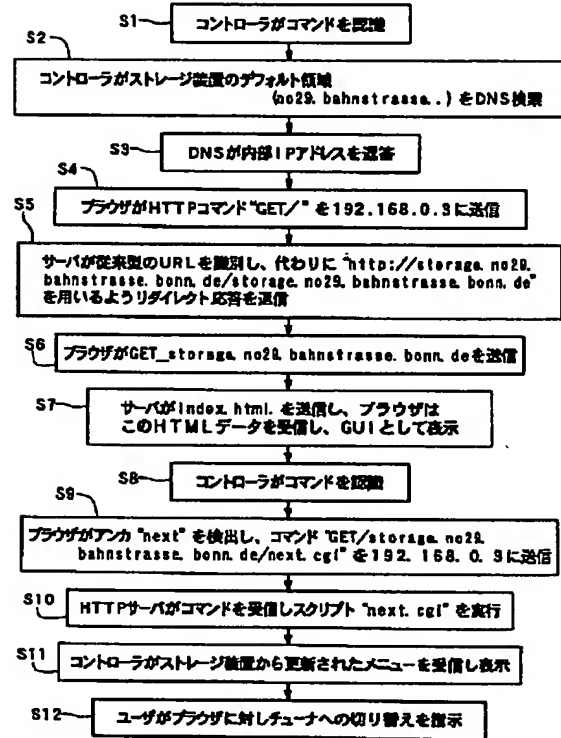 S1
コントローラがコマンドを認識
S2
コントローラがストレージ装置のデフォルト領域
(no29. bahnstrasse..) をDNS検索
S3
DNSが内部IPアドレスを返答
S4
ブラウザがHTTPコマンド"GET/" を192.168.0.3に送信
S5
サーバが従来型のURLを識別し、代わりに "http://storage. no29.
bahnstrasse. bonn. de/storage. no29. bahnstrasse. bonn. de"
を用いるようリダイレクト応答を返信
S6
ブラウザがGET_storage. no29. bahnstrasse. bonn. deを送信
S7
サーバがindex. html. を送信し、ブラウザは
このHTMLデータを受信し、GUIとして表示
S8
コントローラがコマンドを認識
S9
ブラウザがアンカ "next" を検出し、コマンド "GET/storage. no29.
bahnstrasse. bonn. de/next. cgi" を192. 168. 0. 3に送信
S10
HTTPサーバがコマンドを受信しスクリプト "next. cgi" を実行
S11
コントローラがストレージ装置から更新されたメニューを受信し表示
S12
ユーザがブラウザに対しチューナへの切り替えを指示